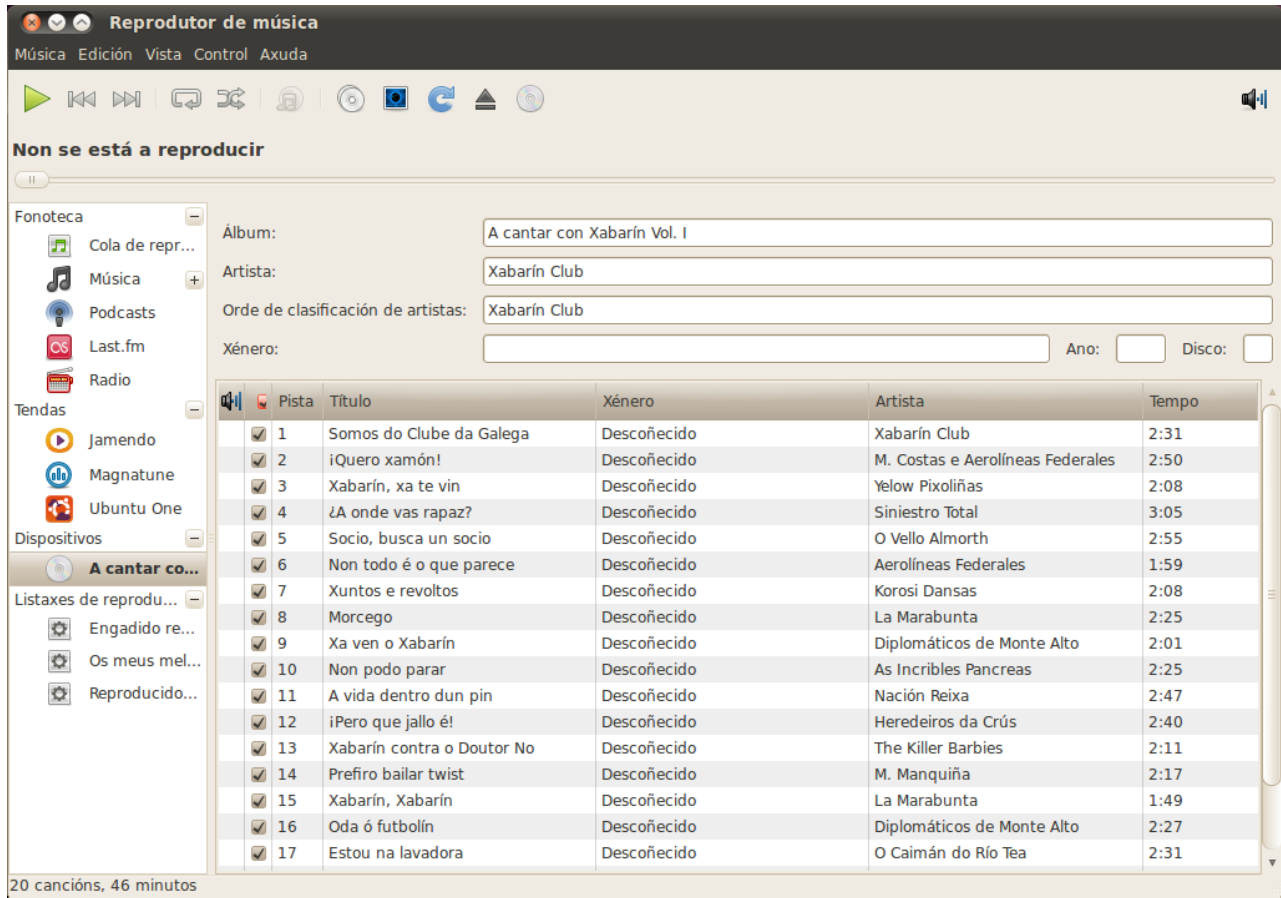 Reprodutor de música
Música Edición Vista Control Axuda
Non se está a reproducir
Fonoteca
Cola de repr...
Música
Podcasts
Last.fm
Radio
Tendas
Jamendo
Magnatune
Ubuntu One
Dispositivos
A cantar co...
Listaxes de reprodu...
Engadido re...
Os meus mel...
Reproducido...
Álbum: A cantar con Xabarín Vol. I
Artista: Xabarín Club
Orde de clasificación de artistas: Xabarín Club
Xénero: Ano: Disco:
Pista Título Xénero Artista Tempo
1 Somos do Clube da Galega Descoñecido Xabarín Club 2:31
2 ¡Quero xamón! Descoñecido M. Costas e Aerolíneas Federales 2:50
3 Xabarín, xa te vin Descoñecido Yelow Pixoliñas 2:08
4 ¿A onde vas rapaz? Descoñecido Siniestro Total 3:05
5 Socio, busca un socio Descoñecido O Vello Almorth 2:55
6 Non todo é o que parece Descoñecido Aerolíneas Federales 1:59
7 Xuntos e revoltos Descoñecido Korosi Dansas 2:08
8 Morcego Descoñecido La Marabunta 2:25
9 Xa ven o Xabarín Descoñecido Diplomáticos de Monte Alto 2:01
10 Non podo parar Descoñecido As Incribles Pancreas 2:25
11 A vida dentro dun pin Descoñecido Nación Reixa 2:47
12 ¡Pero que jallo é! Descoñecido Heredeiros da Crús 2:40
13 Xabarín contra o Doutor No Descoñecido The Killer Barbies 2:11
14 Prefiro bailar twist Descoñecido M. Manquiña 2:17
15 Xabarín, Xabarín Descoñecido La Marabunta 1:49
16 Oda ó futbolín Descoñecido Diplomáticos de Monte Alto 2:27
17 Estou na lavadora Descoñecido O Caimán do Río Tea 2:31
20 cancións, 46 minutos